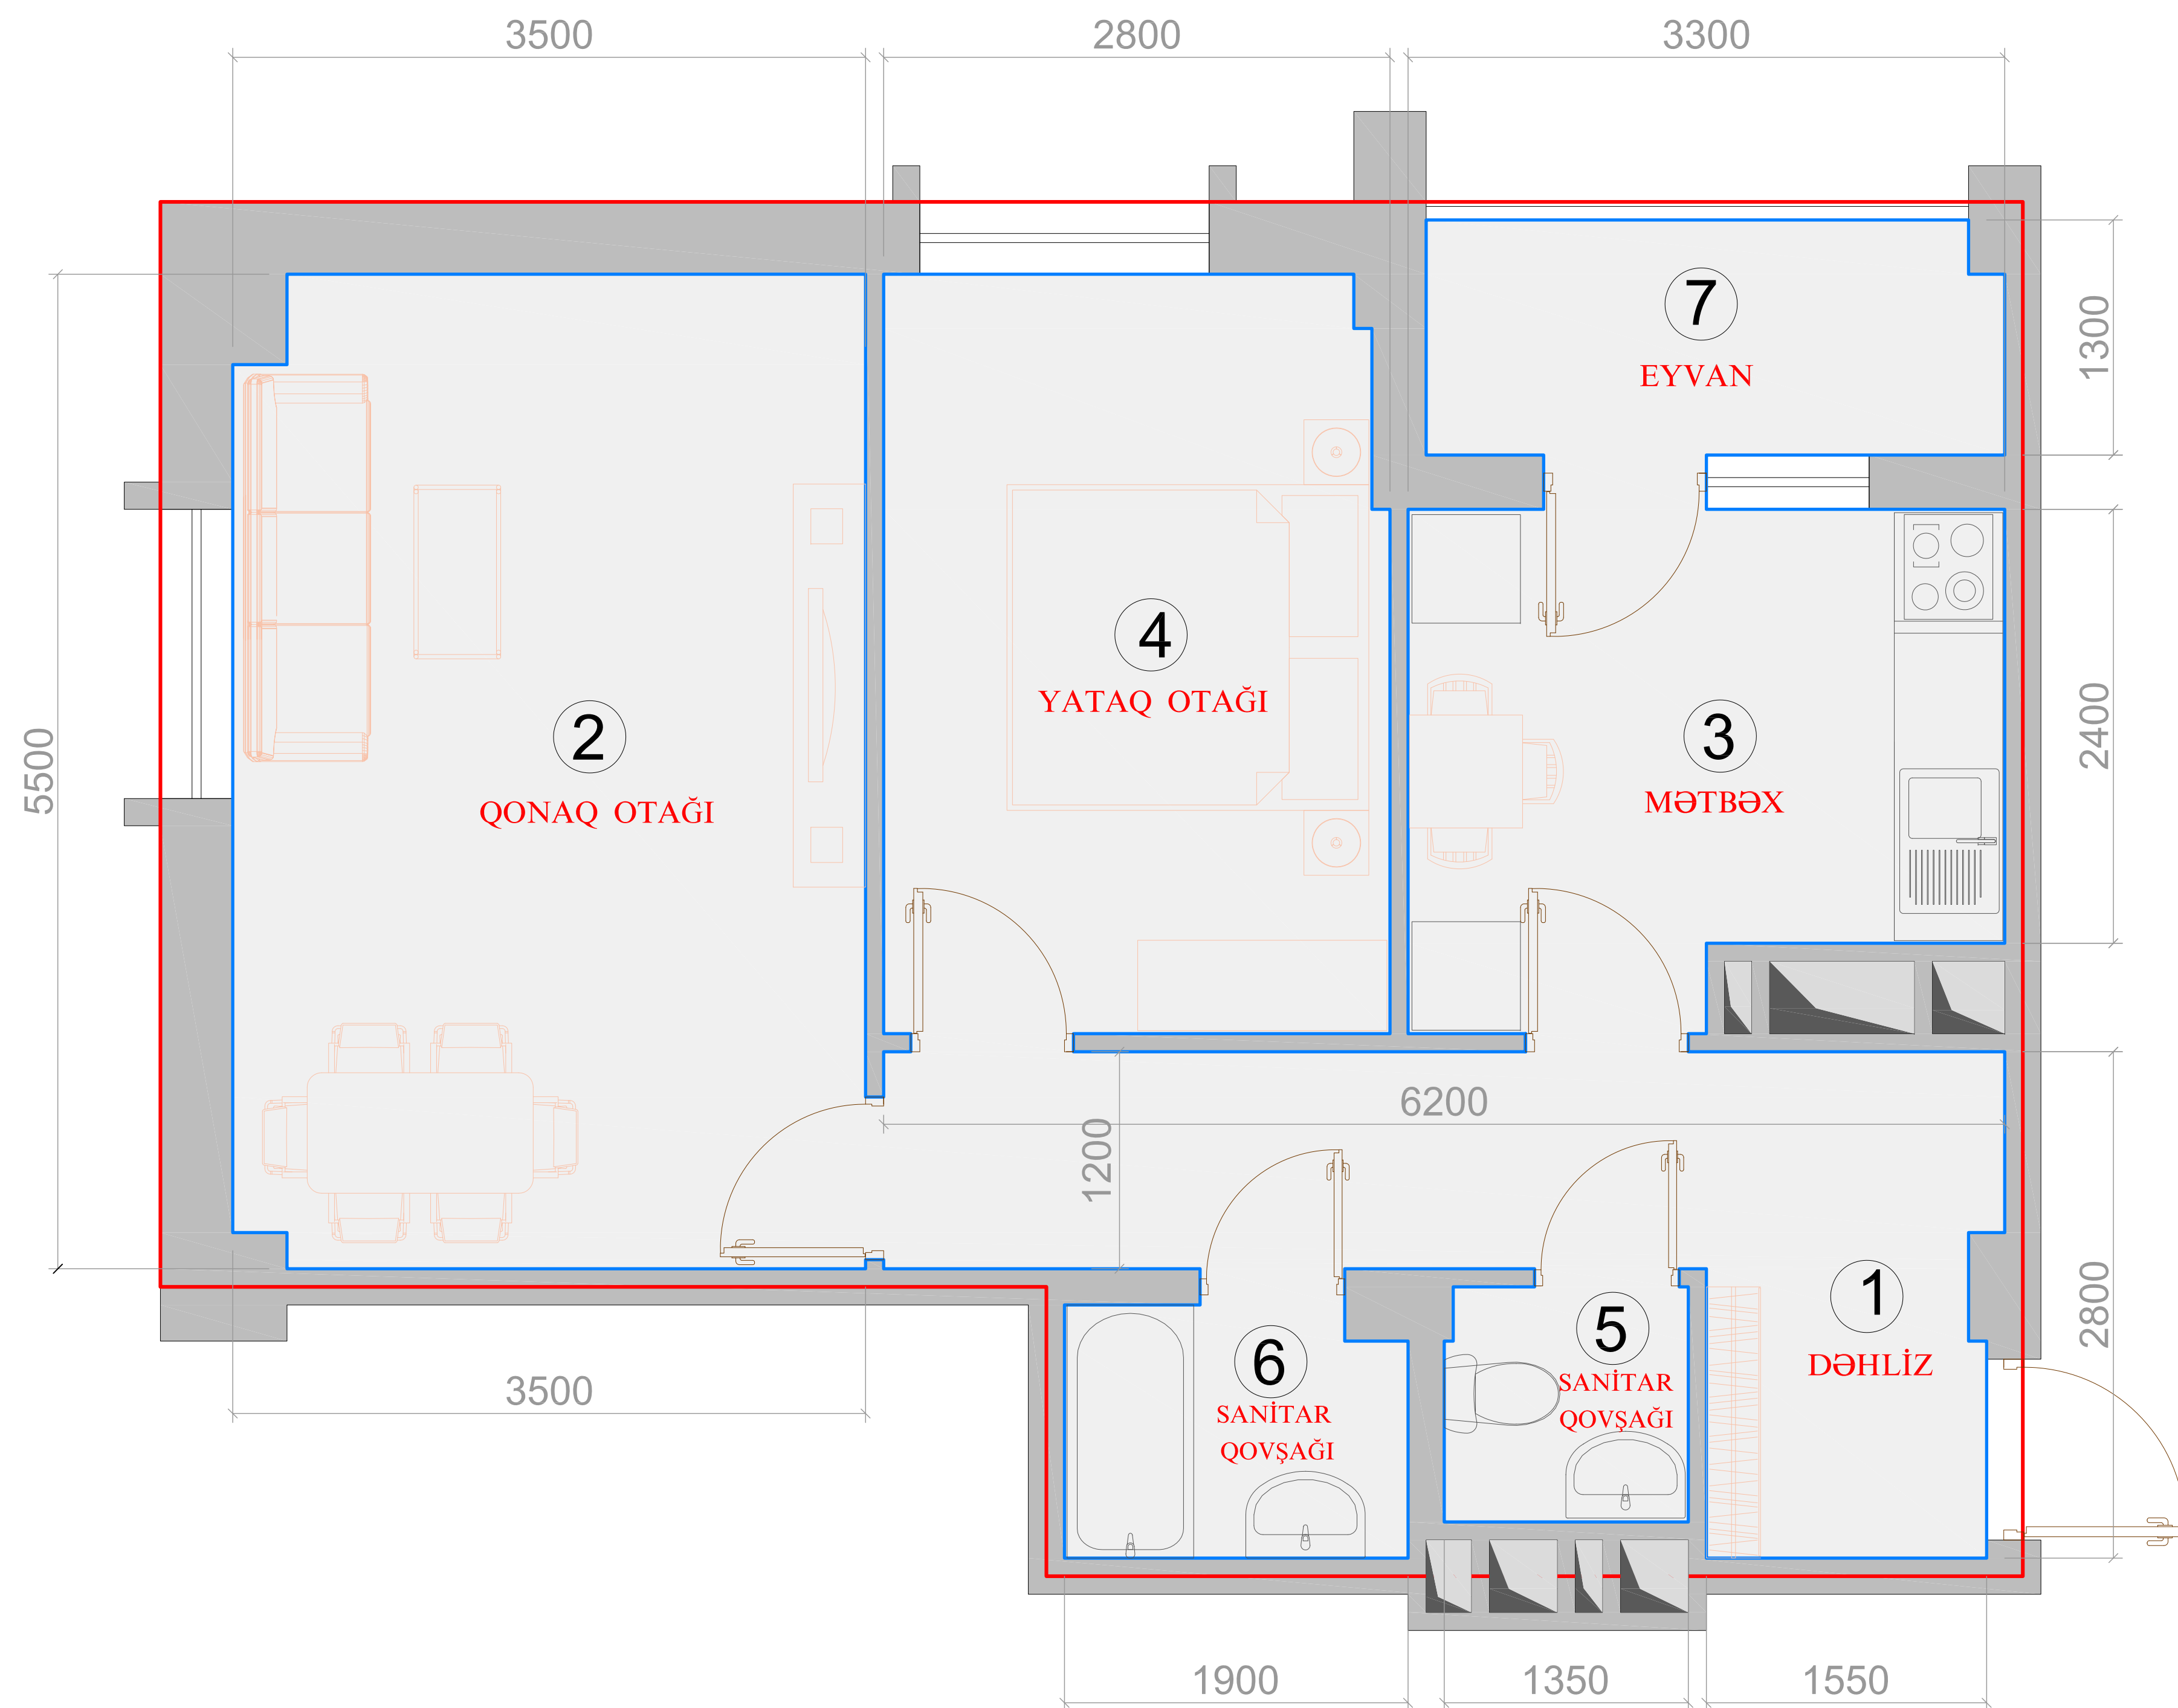 3500
2800
3300
7
EYVAN
1300
4
YATAQ OTAĞI
2
QONAQ OTAĞI
3
MƏTBƏX
2400
5500
6200
1200
1
DƏHLİZ
2800
5
SANİTAR
QOVŞAĞI
6
SANİTAR
QOVŞAĞI
3500
1900
1350
1550